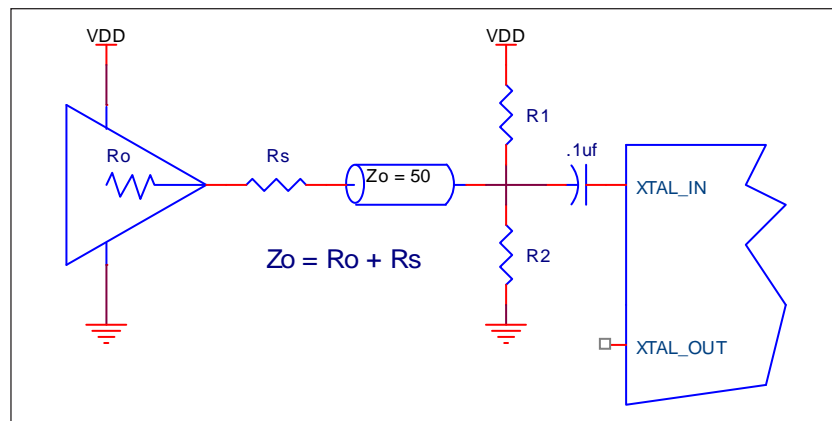 VDD
VDD
R1
Ro
Rs
Zo = 50
.1uf
XTAL_IN
Zo = Ro + Rs
R2
XTAL_OUT